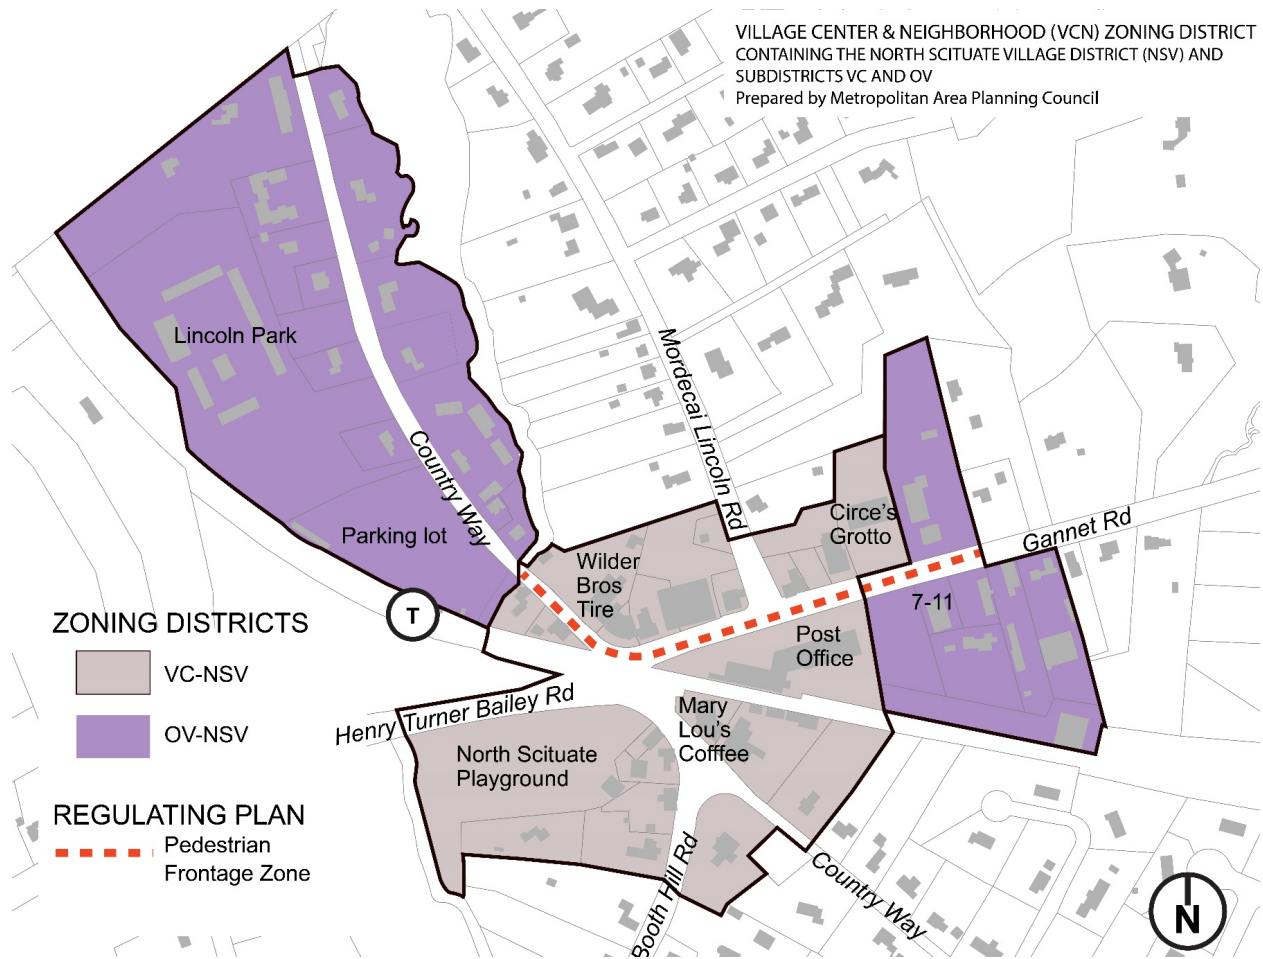 VILLAGE CENTER & NEIGHBORHOOD (VCN) ZONING DISTRICT
CONTAINING THE NORTH SCITUATE VILLAGE DISTRICT (NSV) AND
SUBDISTRICTS VC AND OV
Prepared by Metropolitan Area Planning Council
Lincoln Park
Mordecai Lincoln Rd
Country Way
Parking lot
Circe's
Grotto
Gannet Rd
Wilder
Bros
Tire
7-11
T
Post
Office
ZONING DISTRICTS
VC-NSV
OV-NSV
Henry Turner Bailey Rd
Mary
Lou's
Cofffee
North Scituate
Playground
REGULATING PLAN
Pedestrian
Frontage Zone
Booth Hill Rd
Country Way
N